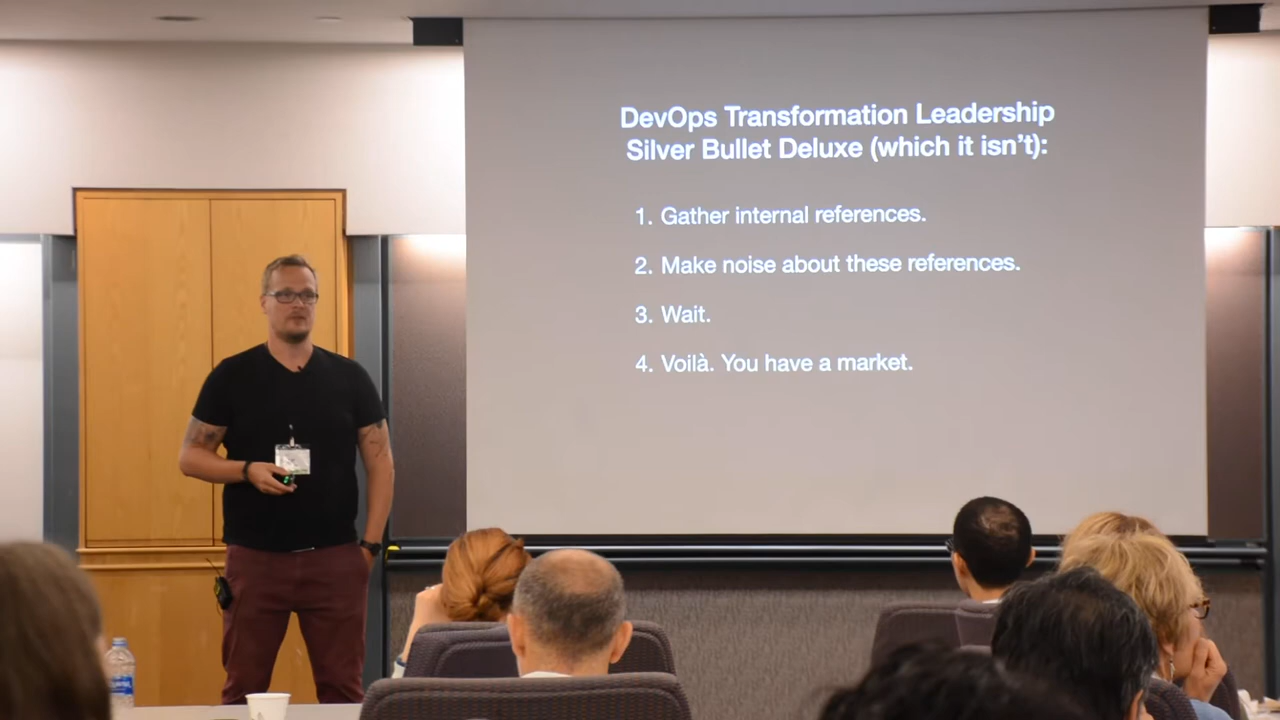 DevOps Transformation Leadership
Silver Bullet Deluxe (which it isn't):
1. Gather internal references.
2. Make noise about these references.
3. Wait.
4. Voilà. You have a market.